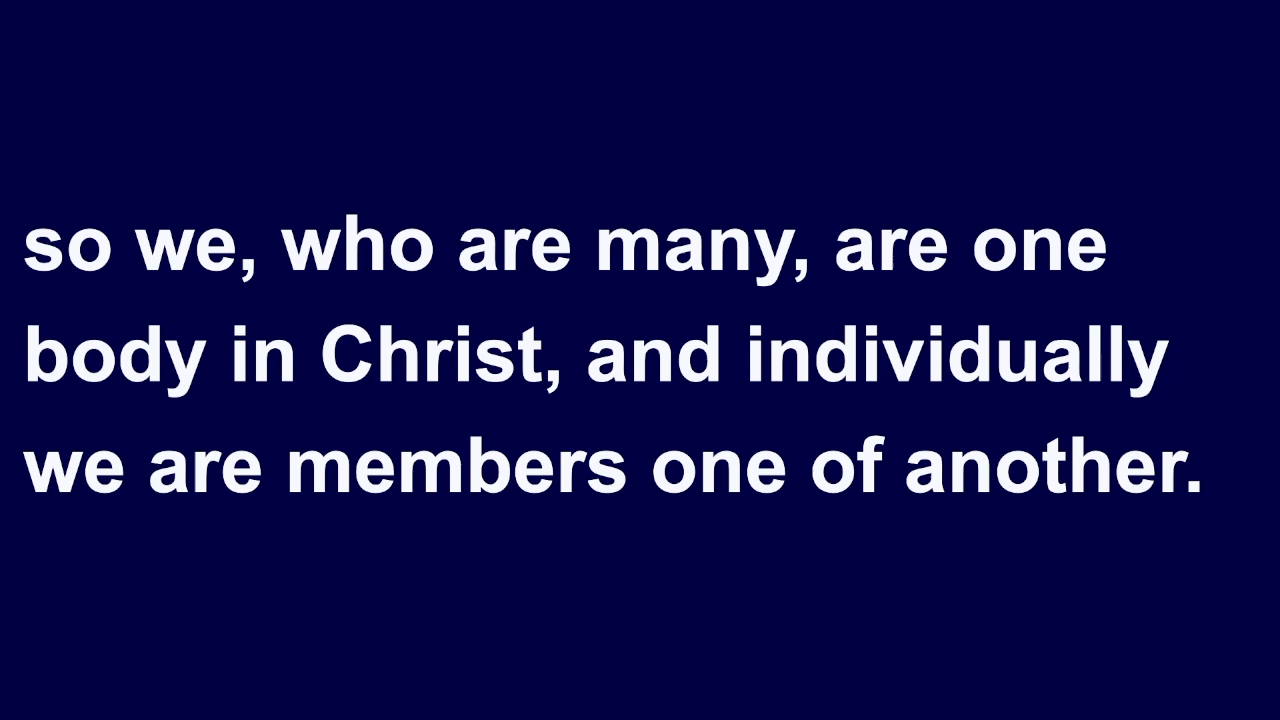 so we, who are many, are one
body in Christ, and individually
we are members one of another.